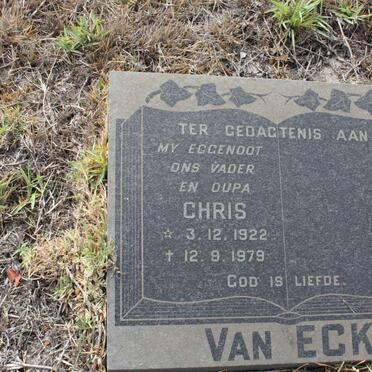 TER GEDAGTENIS AAN
MY EGGENOOT
ONS VADER
EN OUPA
CHRIS
☆ 3.12.1922
† 12.9.1979
GOD IS LIEFDE.
VAN ECK